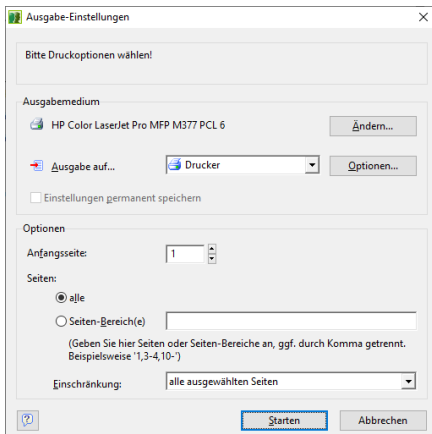 Ausgabe-Einstellungen
Bitte Druckoptionen wählen!
Ausgabemedium
HP Color LaserJet Pro MFP M377 PCL 6
Ändern...
Ausgabe auf...
Drucker
Optionen...
Einstellungen permanent speichern
Optionen
Anfangsseite:
1
Seiten:
alle
Seiten-Bereich(e)
(Geben Sie hier Seiten oder Seiten-Bereiche an, ggf. durch Komma getrennt.
Beispielsweise '1,3-4,10-')
Einschränkung:
alle ausgewählten Seiten
?
Starten
Abbrechen